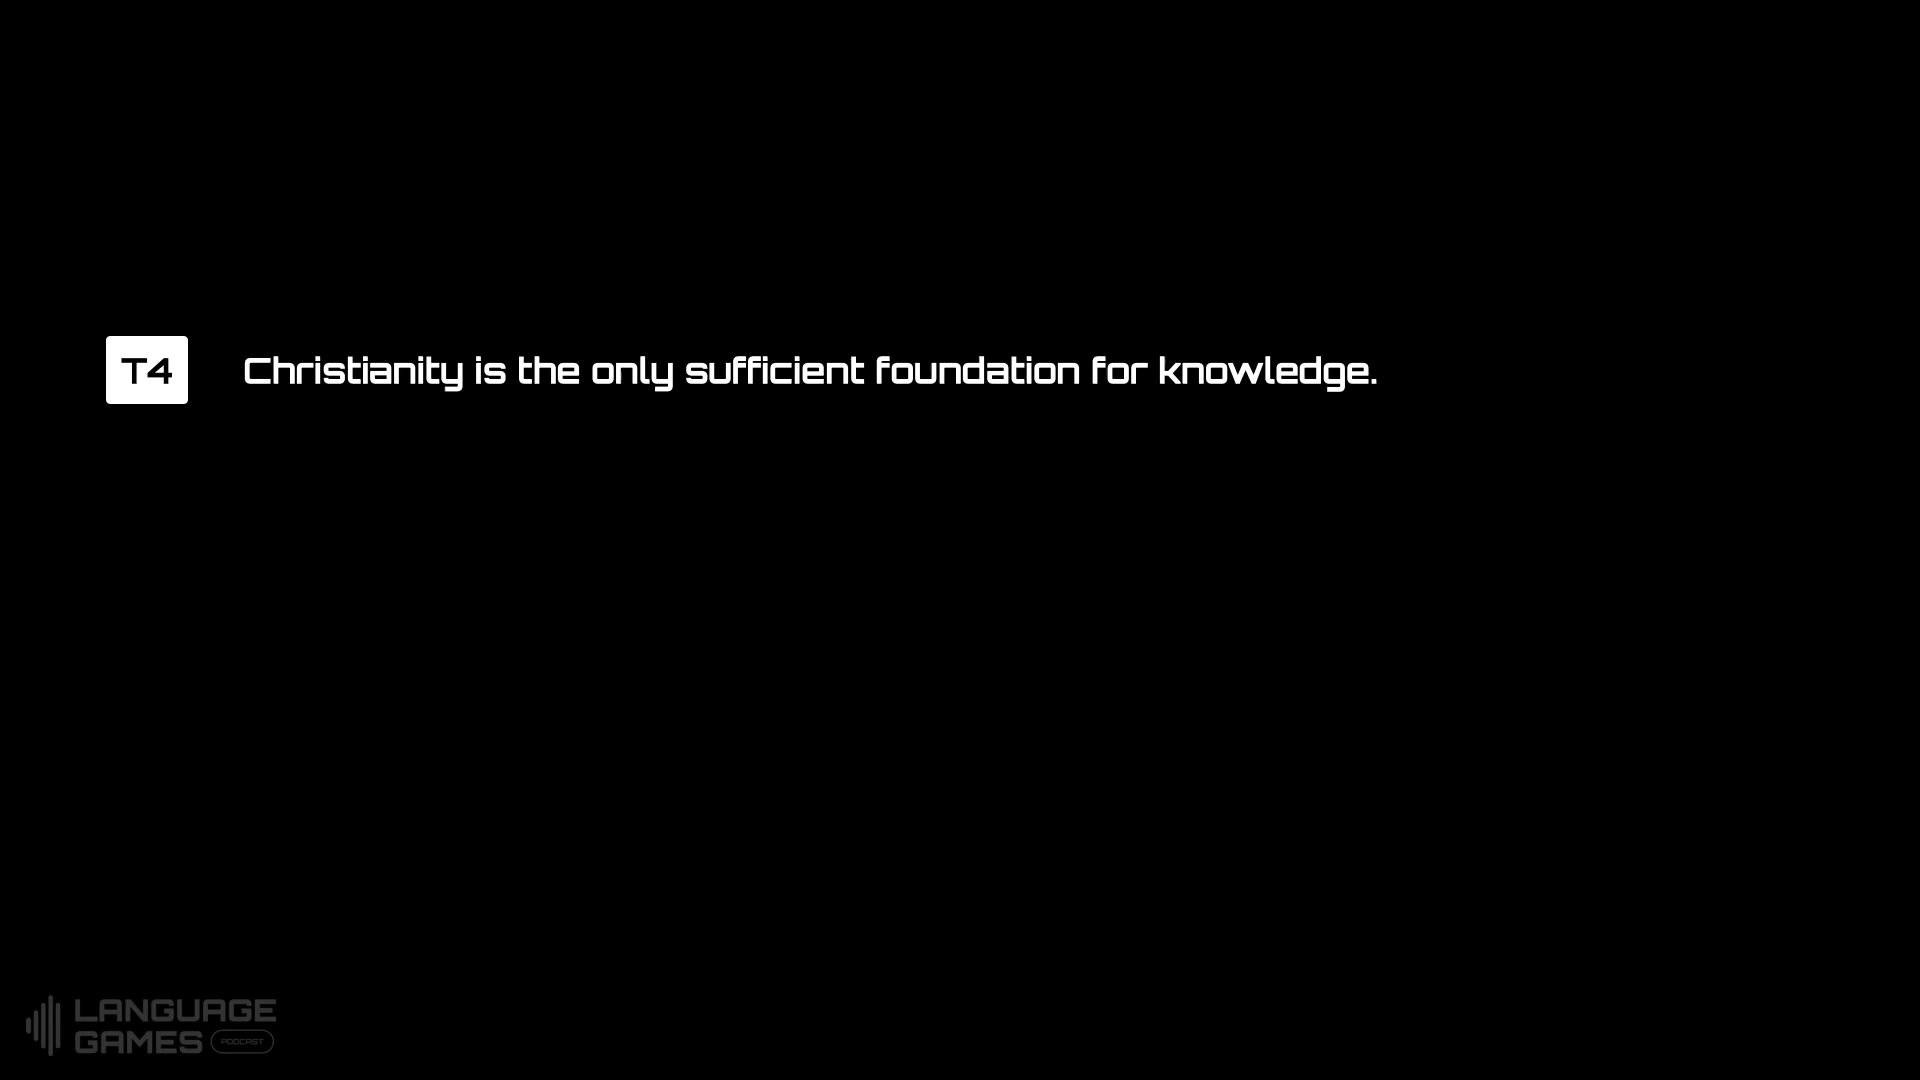 T4 Christianity is the only sufficient foundation for knowledge.
LANGUAGE
GAMES PODCAST